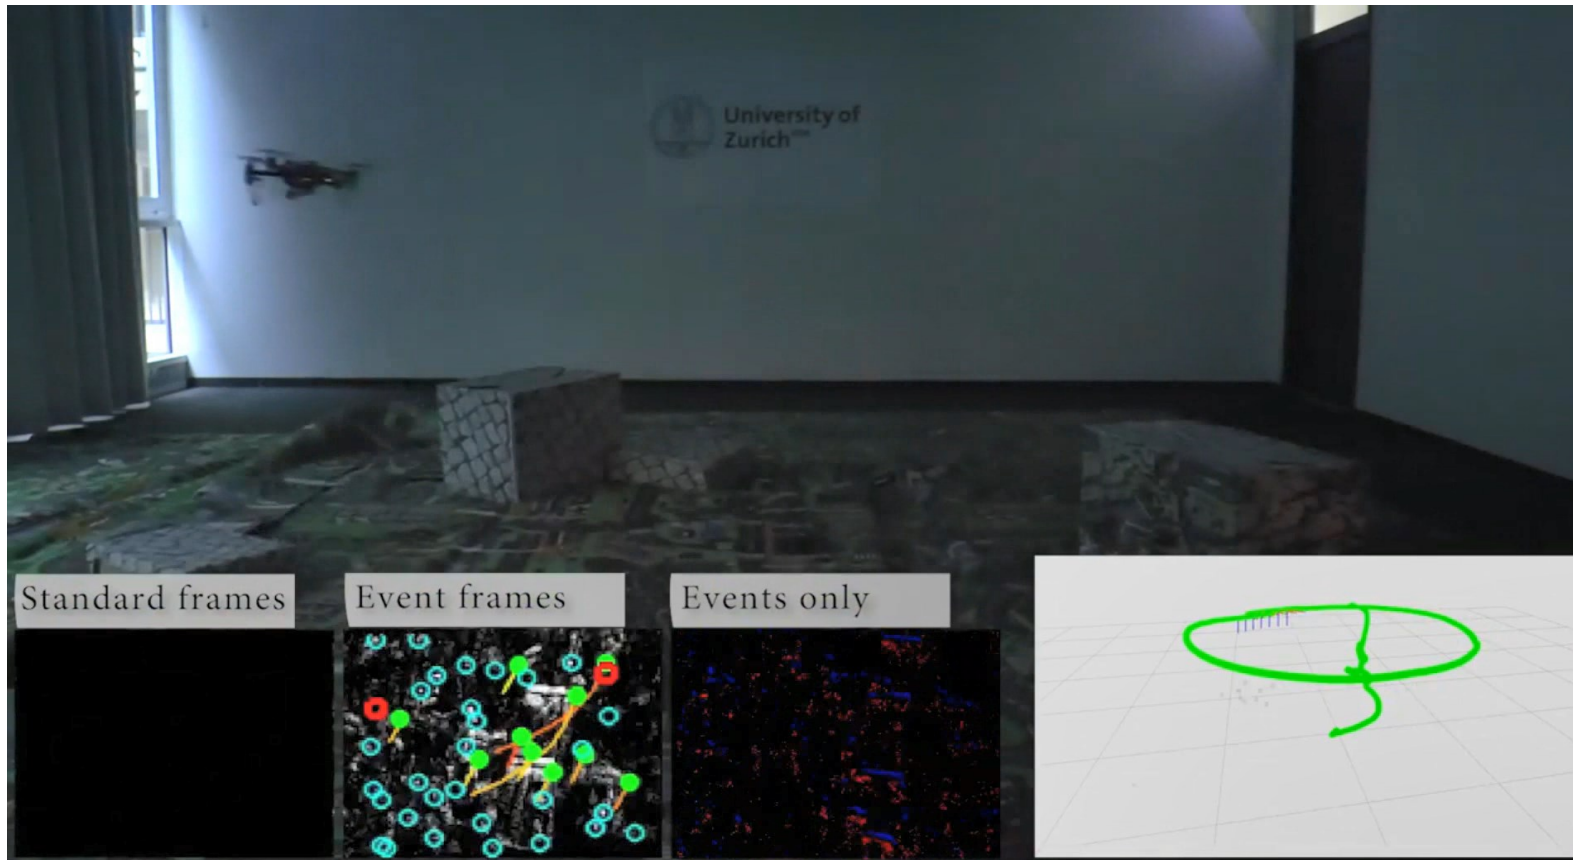 University of
Zurich
Standard frames
Event frames
Events only